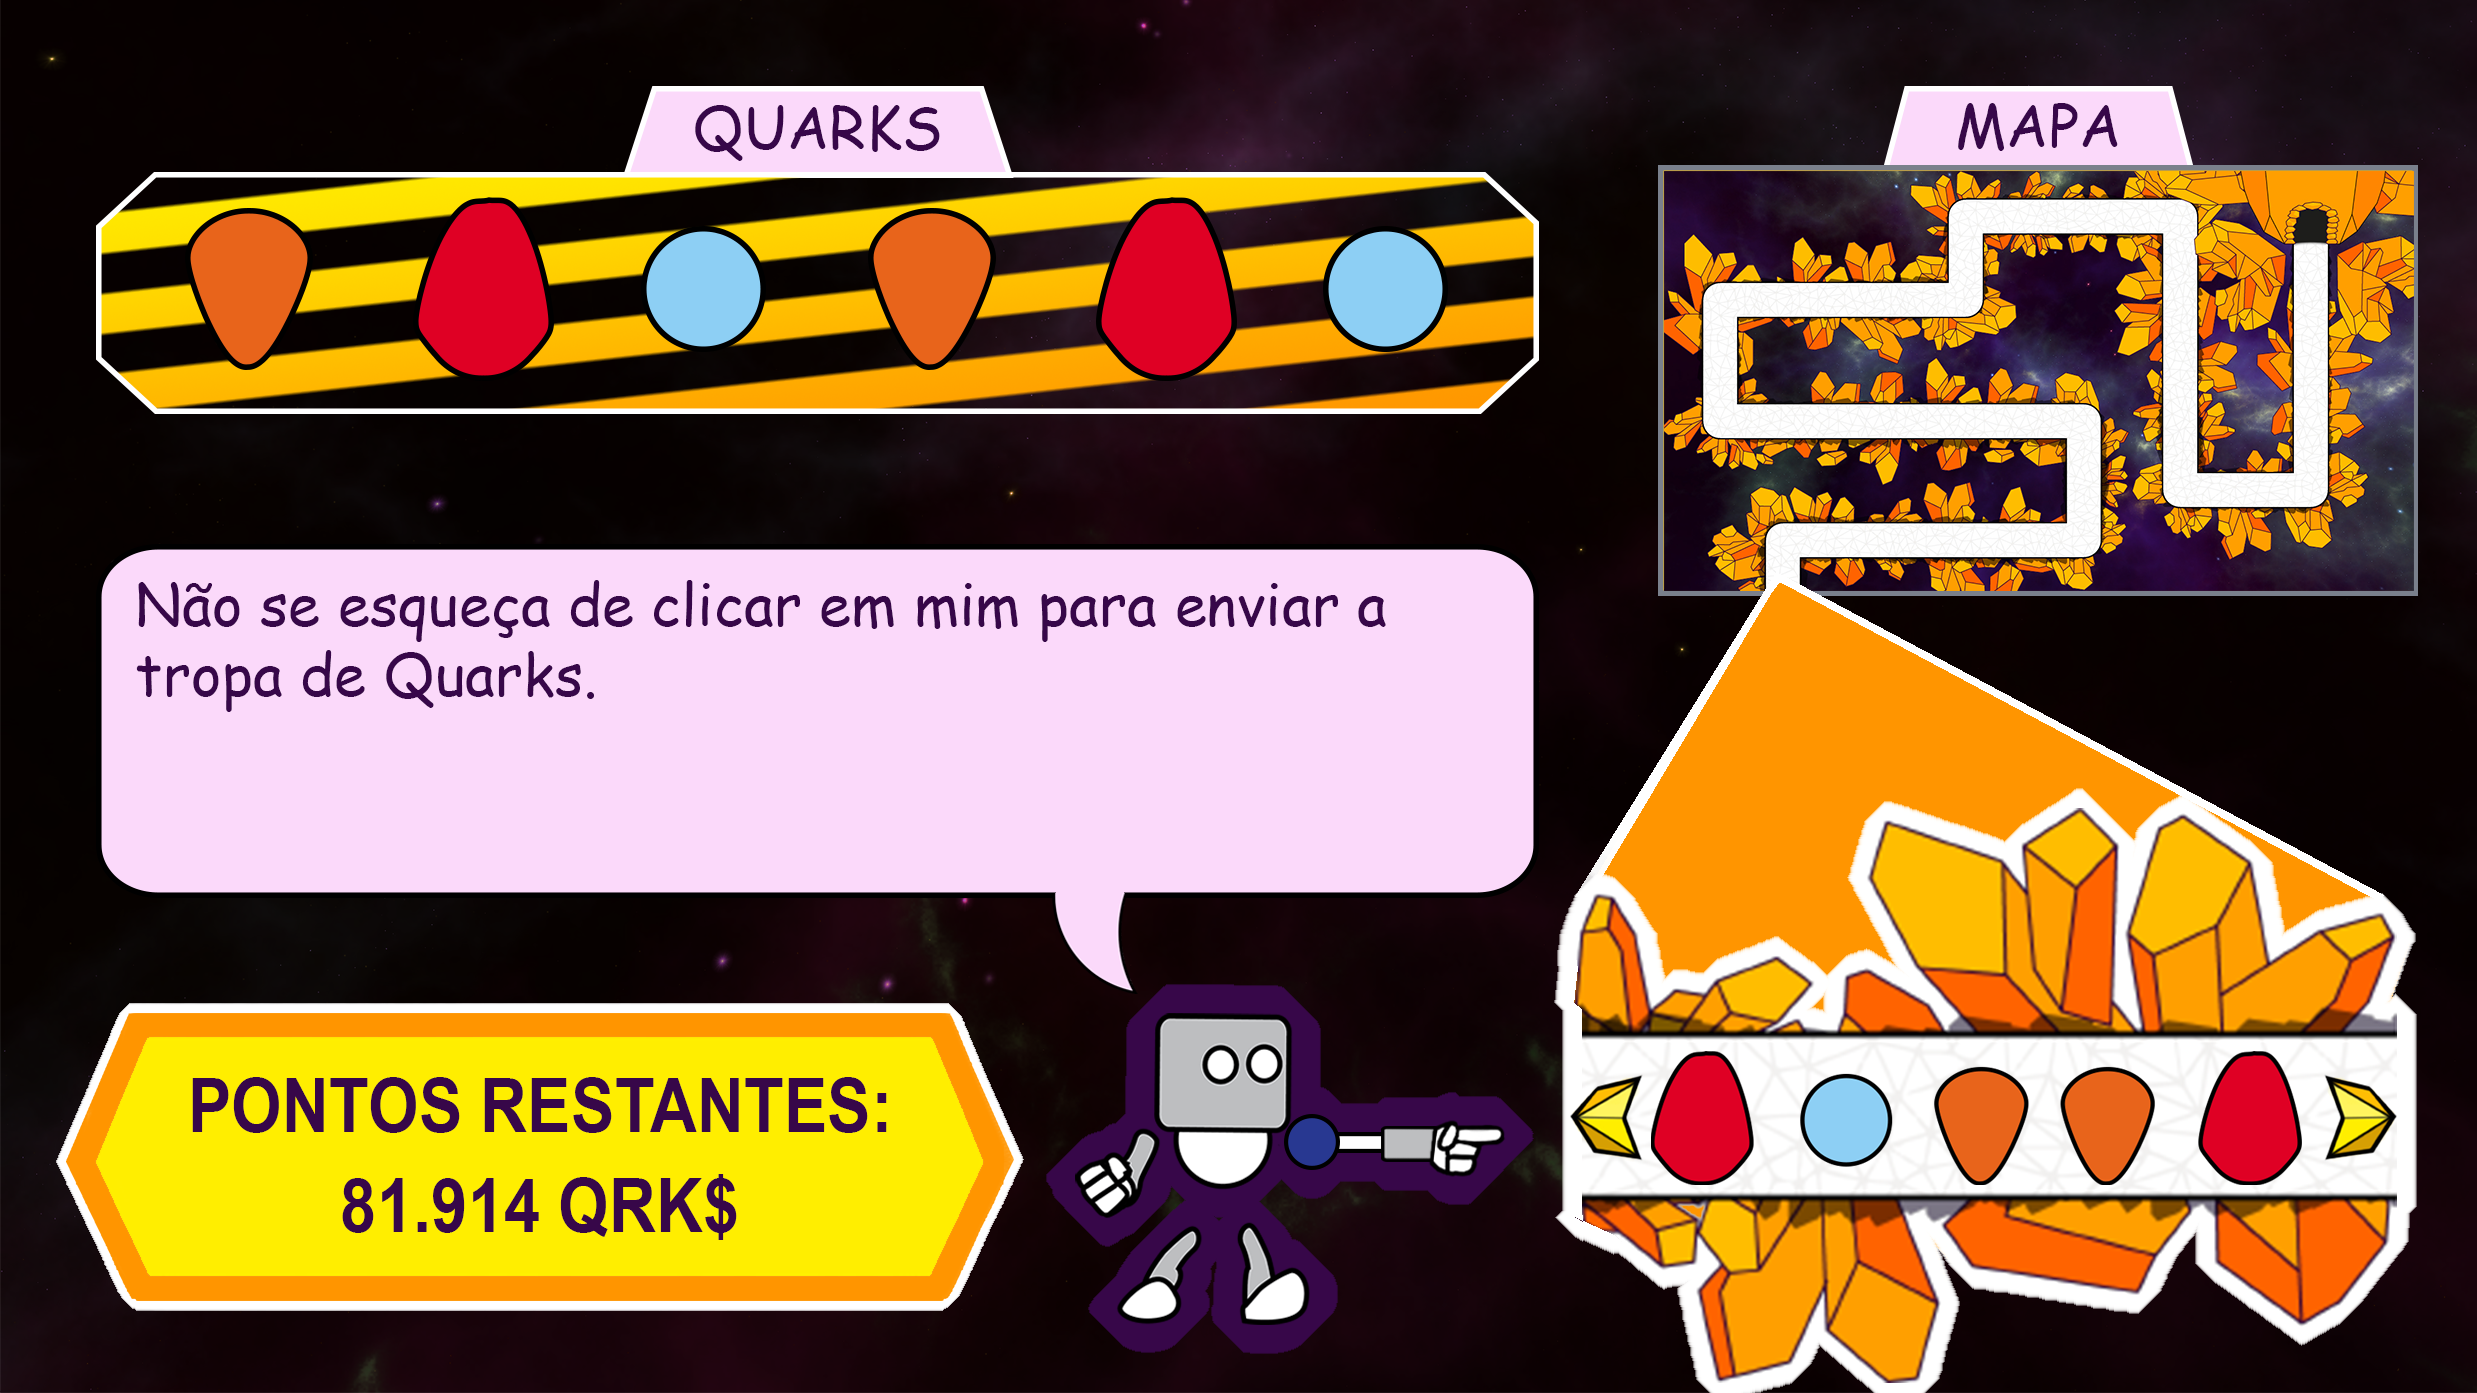 QUARKS
MAPA
Não se esqueça de clicar em mim para enviar a
tropa de Quarks.
PONTOS RESTANTES:
81.914 QRK$